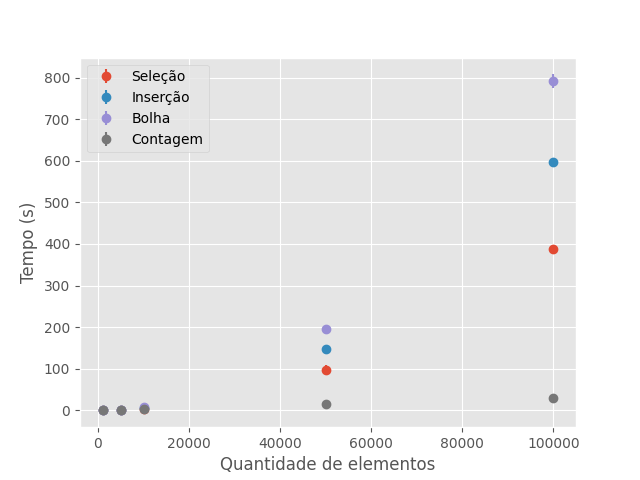 Seleção
Inserção
Bolha
Contagem
800
700
600
500
400
300
200
100
0
Tempo (s)
0 20000 40000 60000 80000 100000
Quantidade de elementos